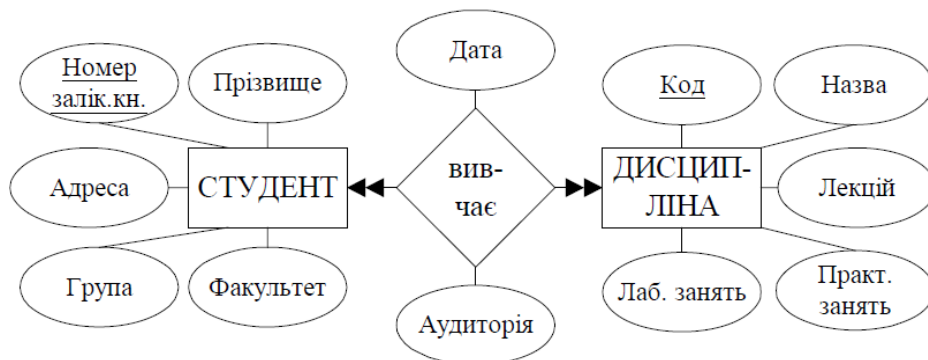 Дата
Номер
залік.кн.
Прізвище
Код
Назва
Адреса
СТУДЕНТ
вив-
чає
ДИСЦИП-
ЛІНА
Лекцій
Група
Факультет
Аудиторія
Лаб. занять
Практ.
занять